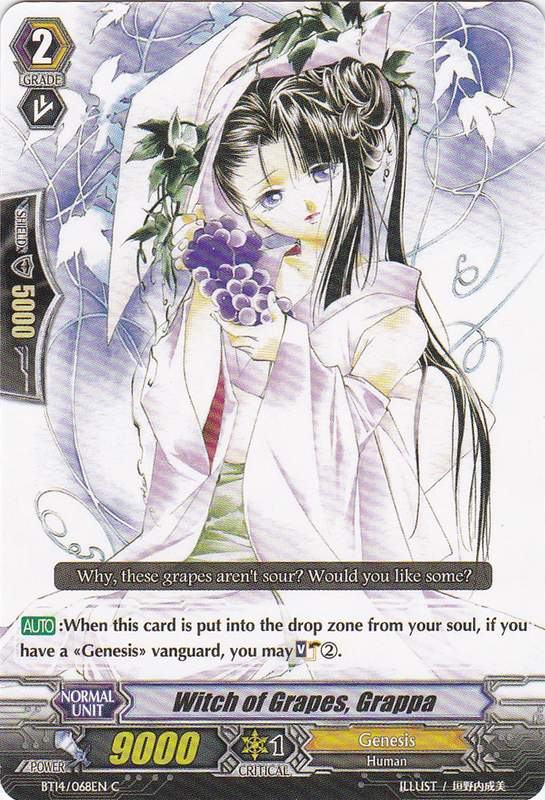 2
GRADE
SHIELD
5000
Why, these grapes aren't sour? Would you like some?
AUTO :When this card is put into the drop zone from your soul, if you
have a «Genesis» vanguard, you may V ②.
NORMAL
UNIT
Witch of Grapes, Grappa
POWER
9000
1
CRITICAL
Genesis
Human
BT14/068EN C
ILLUST / 垣野内成美